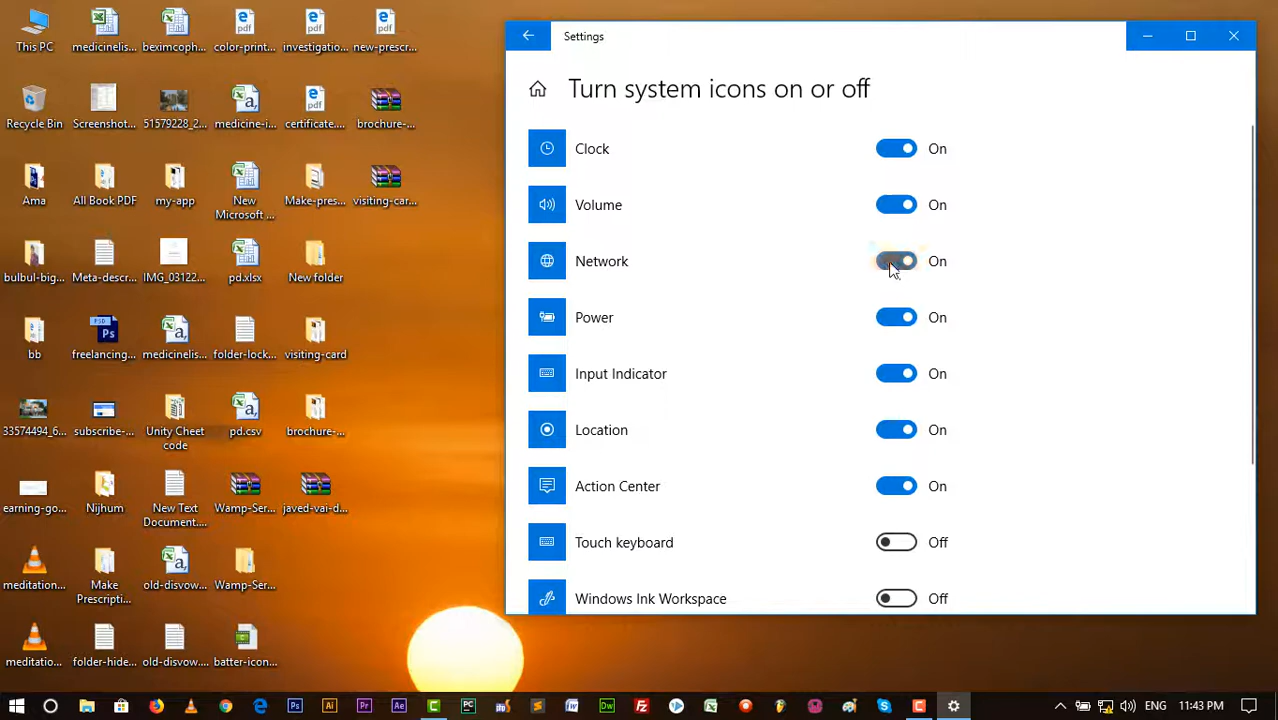 This PC
medicinelis...
beximcoph...
color-print...
investigatio...
new-prescr...
Settings
Turn system icons on or off
Recycle Bin
Screenshot...
51579228_2...
medicine-i...
certificate....
brochure-...
Clock
On
Volume
On
Ama
All Book PDF
my-app
New
Microsoft ...
Make-pres...
visiting-car...
Network
On
bulbul-big...
Meta-descr...
IMG_03122...
pd.xlsx
New folder
Power
On
bb
freelancing...
medicinelis...
folder-lock...
visiting-card
Input Indicator
On
33574494_6...
subscribe-...
Unity Cheet
code
pd.csv
brochure-...
Location
On
earning-go...
Nijhum
New Text
Document....
Wamp-Ser...
javed-vai-d...
Action Center
On
Touch keyboard
Off
meditation...
Make
Prescripti...
old-disvow...
Wamp-Ser...
Windows Ink Workspace
Off
meditatio...
folder-hide...
old-disvow...
batter-icon...
ENG
11:43 PM